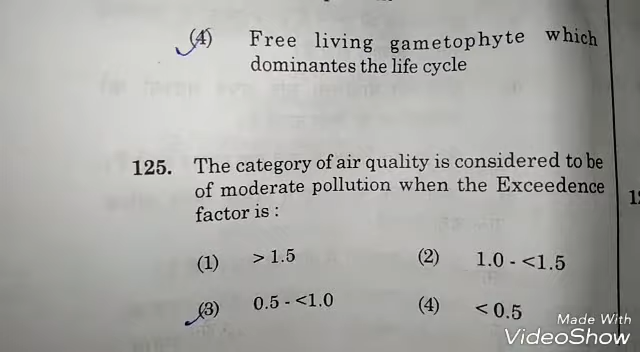 (4) Free living gametophyte which
dominantes the life cycle
125. The category of air quality is considered to be
of moderate pollution when the Exceedence
factor is :
(1) > 1.5 (2) 1.0 - <1.5
(3) 0.5 - <1.0 (4) < 0.5
Made With
VideoShow